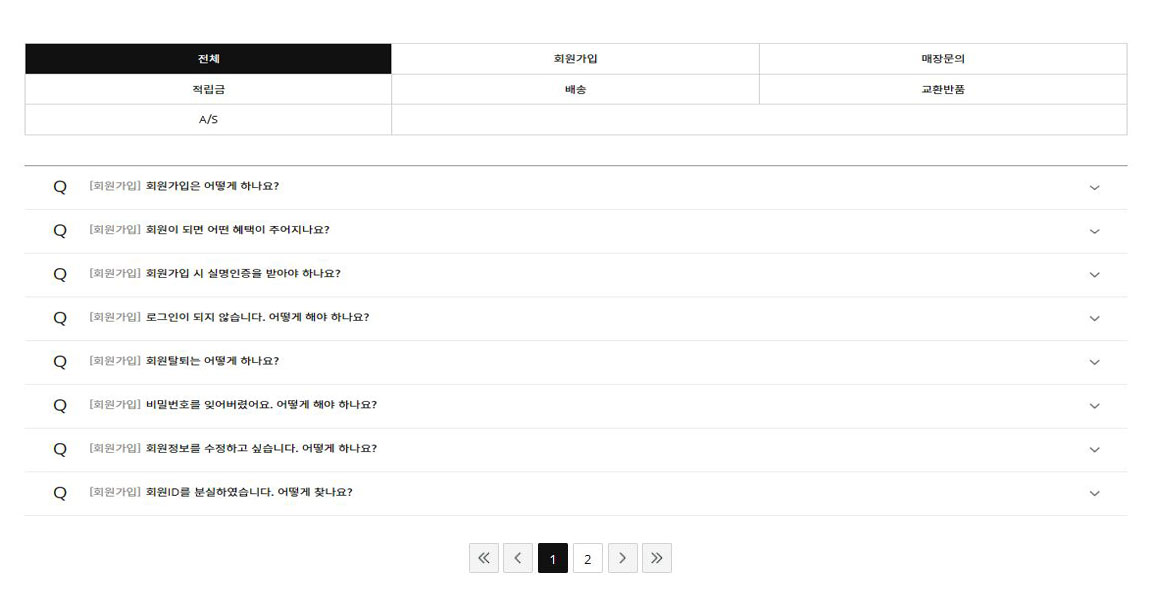 전체 회원가입 매장문의
적립금 배송 교환반품
A/S
Q [회원가입] 회원가입은 어떻게 하나요?
Q [회원가입] 회원이 되면 어떤 혜택이 주어지나요?
Q [회원가입] 회원가입 시 실명인증을 받아야 하나요?
Q [회원가입] 로그인이 되지 않습니다. 어떻게 해야 하나요?
Q [회원가입] 회원탈퇴는 어떻게 하나요?
Q [회원가입] 비밀번호를 잊어버렸어요. 어떻게 해야 하나요?
Q [회원가입] 회원정보를 수정하고 싶습니다. 어떻게 하나요?
Q [회원가입] 회원ID를 분실하였습니다. 어떻게 찾나요?
1 2